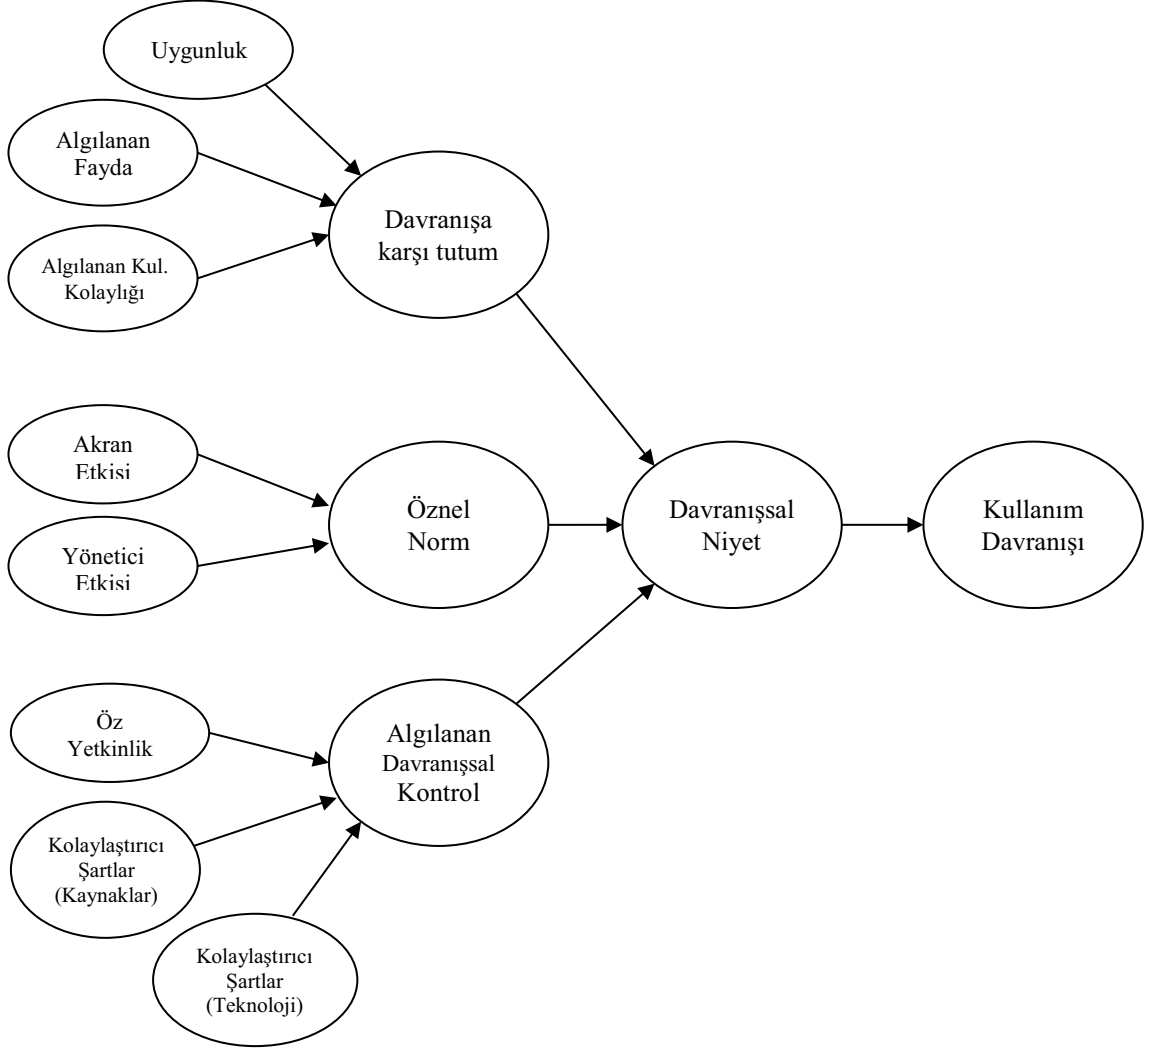 Uygunluk
Algılanan
Fayda
Algılanan Kul.
Kolaylığı
Davranışa
karşı tutum
Akran
Etkisi
Yönetici
Etkisi
Öznel
Norm
Davranışsal
Niyet
Kullanım
Davranışı
Öz
Yetkinlik
Kolaylaştırıcı
Şartlar
(Kaynaklar)
Kolaylaştırıcı
Şartlar
(Teknoloji)
Algılanan
Davranışsal
Kontrol